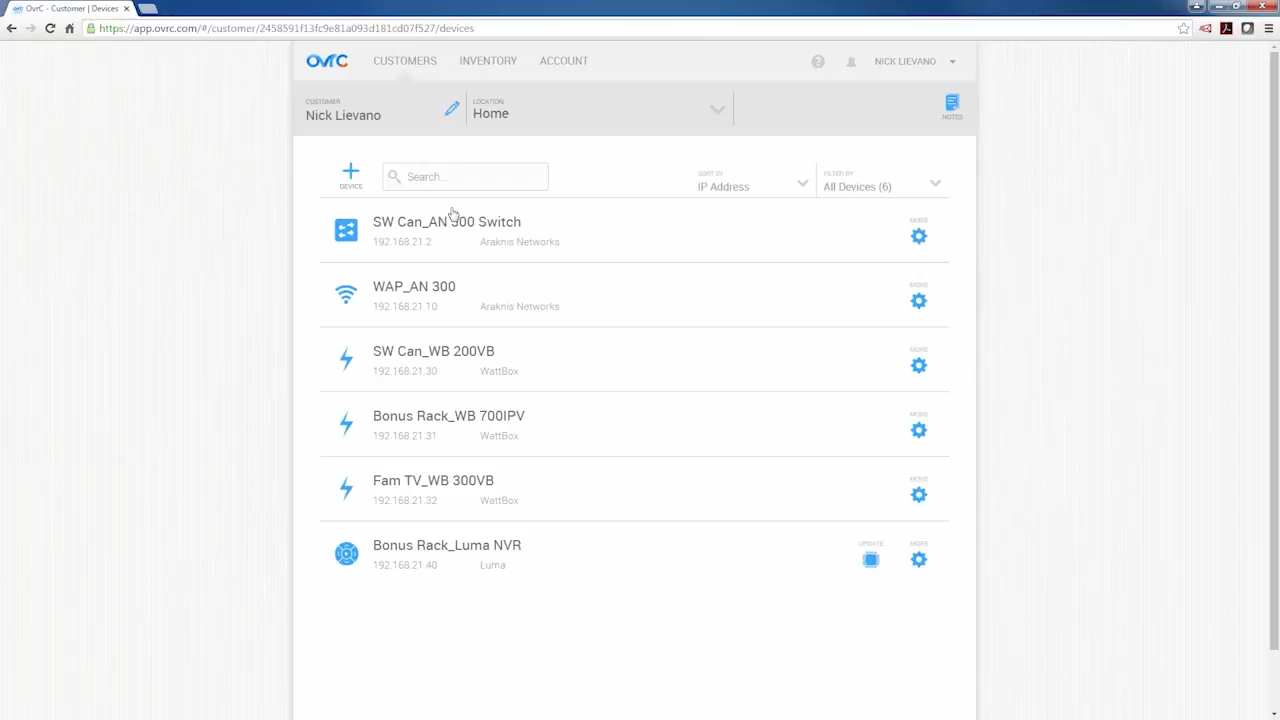 OvrC - Customer | Devices
https://app.ovrc.com/#/customer/2458591f13fc9e81a093d181cd07f527/devices
OvrC CUSTOMERS INVENTORY ACCOUNT NICK LIEVANO
CUSTOMER
Nick Lievano
LOCATION
Home
NOTES
DEVICE
Search...
SORT BY
IP Address
FILTER BY
All Devices (6)
SW Can_AN 300 Switch
192.168.21.2 Araknis Networks
MORE
WAP_AN 300
192.168.21.10 Araknis Networks
MORE
SW Can_WB 200VB
192.168.21.30 WattBox
MORE
Bonus Rack_WB 700IPV
192.168.21.31 WattBox
MORE
Fam TV_WB 300VB
192.168.21.32 WattBox
MORE
Bonus Rack_Luma NVR
192.168.21.40 Luma
UPDATE MORE